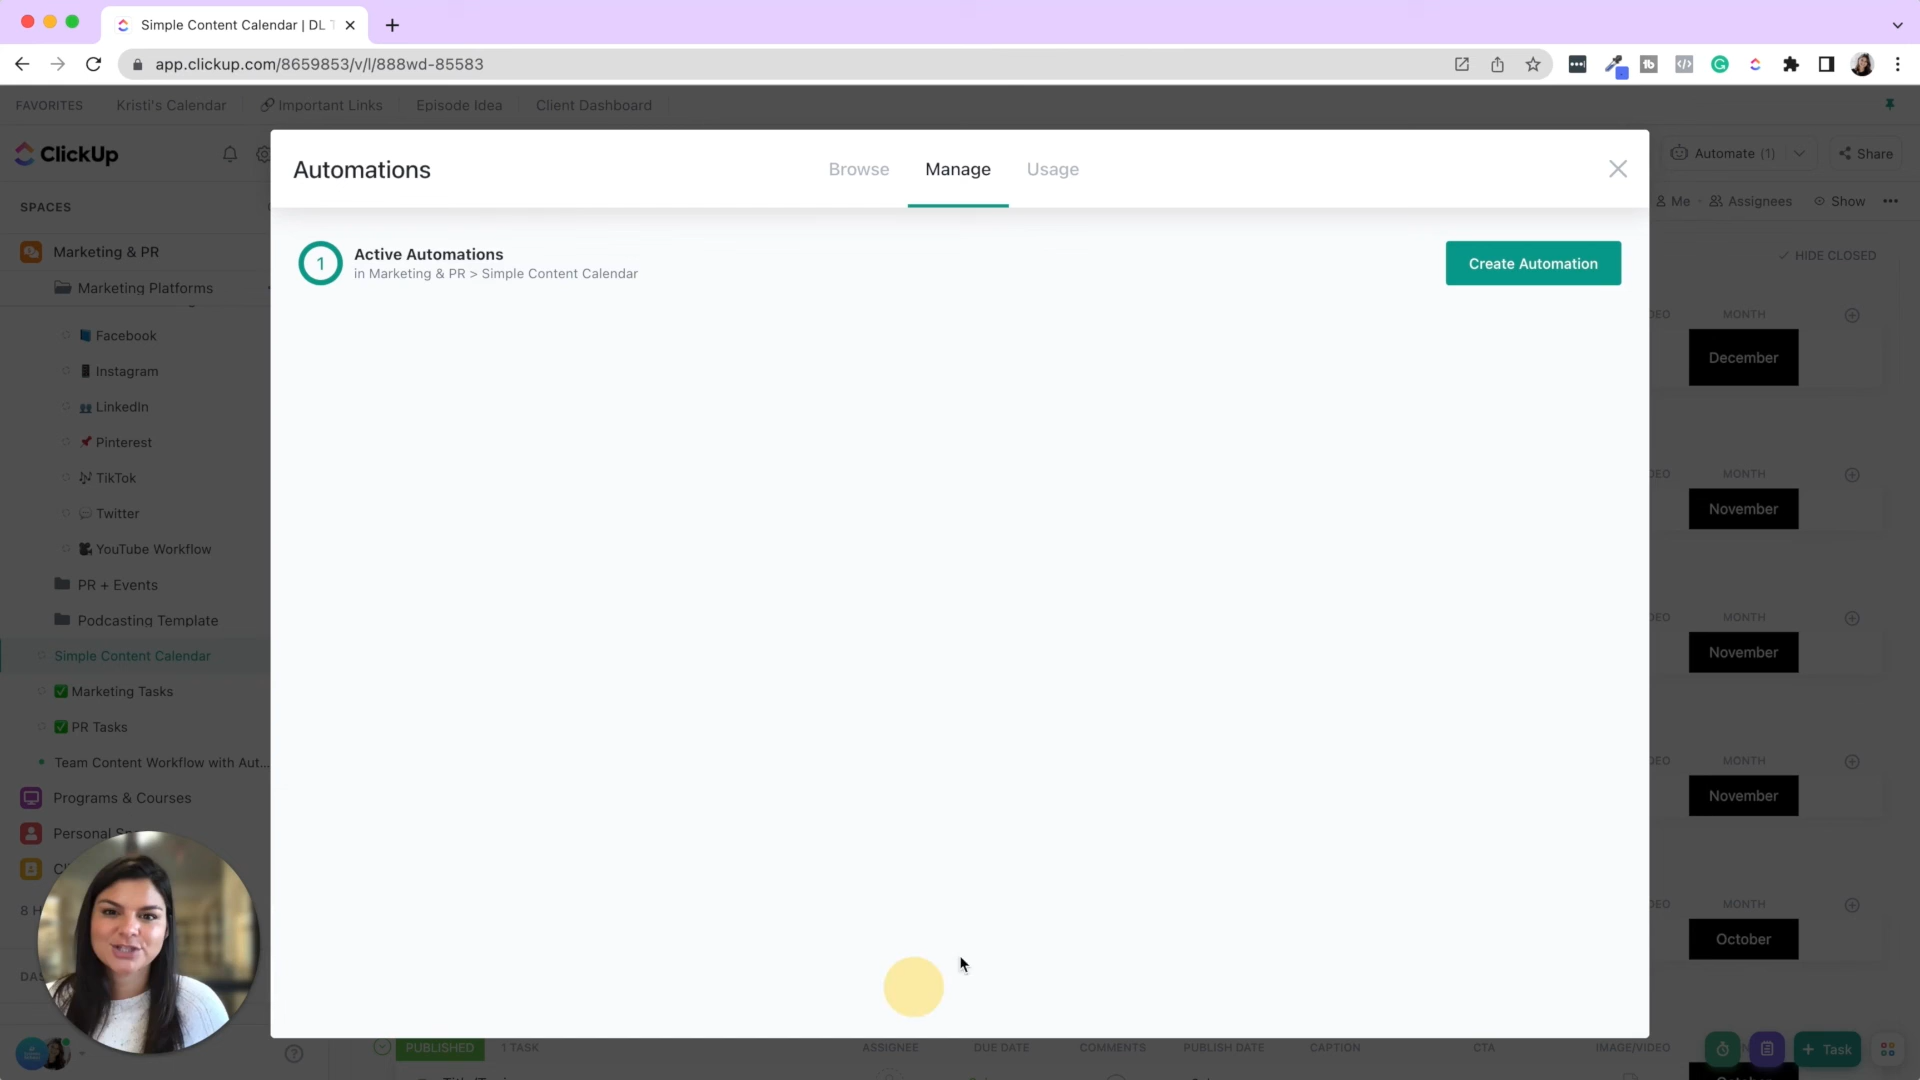 Simple Content Calendar | DL T
app.clickup.com/8659853/v/l/888wd-85583
FAVORITES
Kristi's Calendar
Important Links
Episode Idea
Client Dashboard
ClickUp
Automations
Browse
Manage
Usage
Automate (1)
Share
SPACES
Me
Assignees
Show
Marketing & PR
1
Active Automations
in Marketing & PR > Simple Content Calendar
Create Automation
HIDE CLOSED
Marketing Platforms
DEO
MONTH
Facebook
December
Instagram
LinkedIn
Pinterest
DEO
MONTH
TikTok
November
Twitter
YouTube Workflow
PR + Events
Podcasting Template
DEO
MONTH
Simple Content Calendar
November
Marketing Tasks
PR Tasks
Team Content Workflow with Aut...
DEO
MONTH
Programs & Courses
November
Personal
8 H
DEO
MONTH
October
DAS
PUBLISHED
1 TASK
ASSIGNEE
DUE DATE
COMMENTS
PUBLISH DATE
CAPTION
CTA
IMAGE/VIDEO
+ Task